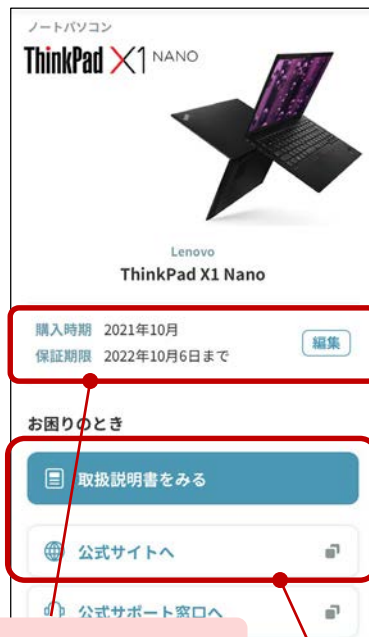 ノートパソコン
ThinkPad X1 NANO
Lenovo
ThinkPad X1 Nano
購入時期 2021年10月
保証期限 2022年10月6日まで
編集
お困りのとき
取扱説明書をみる
公式サイトへ
公式サポート窓口へ